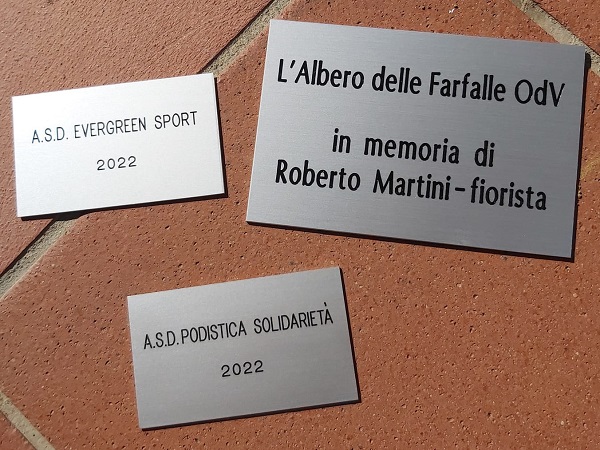 A.S.D. EVERGREEN SPORT
2022
L'Albero delle Farfalle OdV
in memoria di
Roberto Martini - fiorista
A.S.D. PODISTICA SOLIDARIETÀ
2022